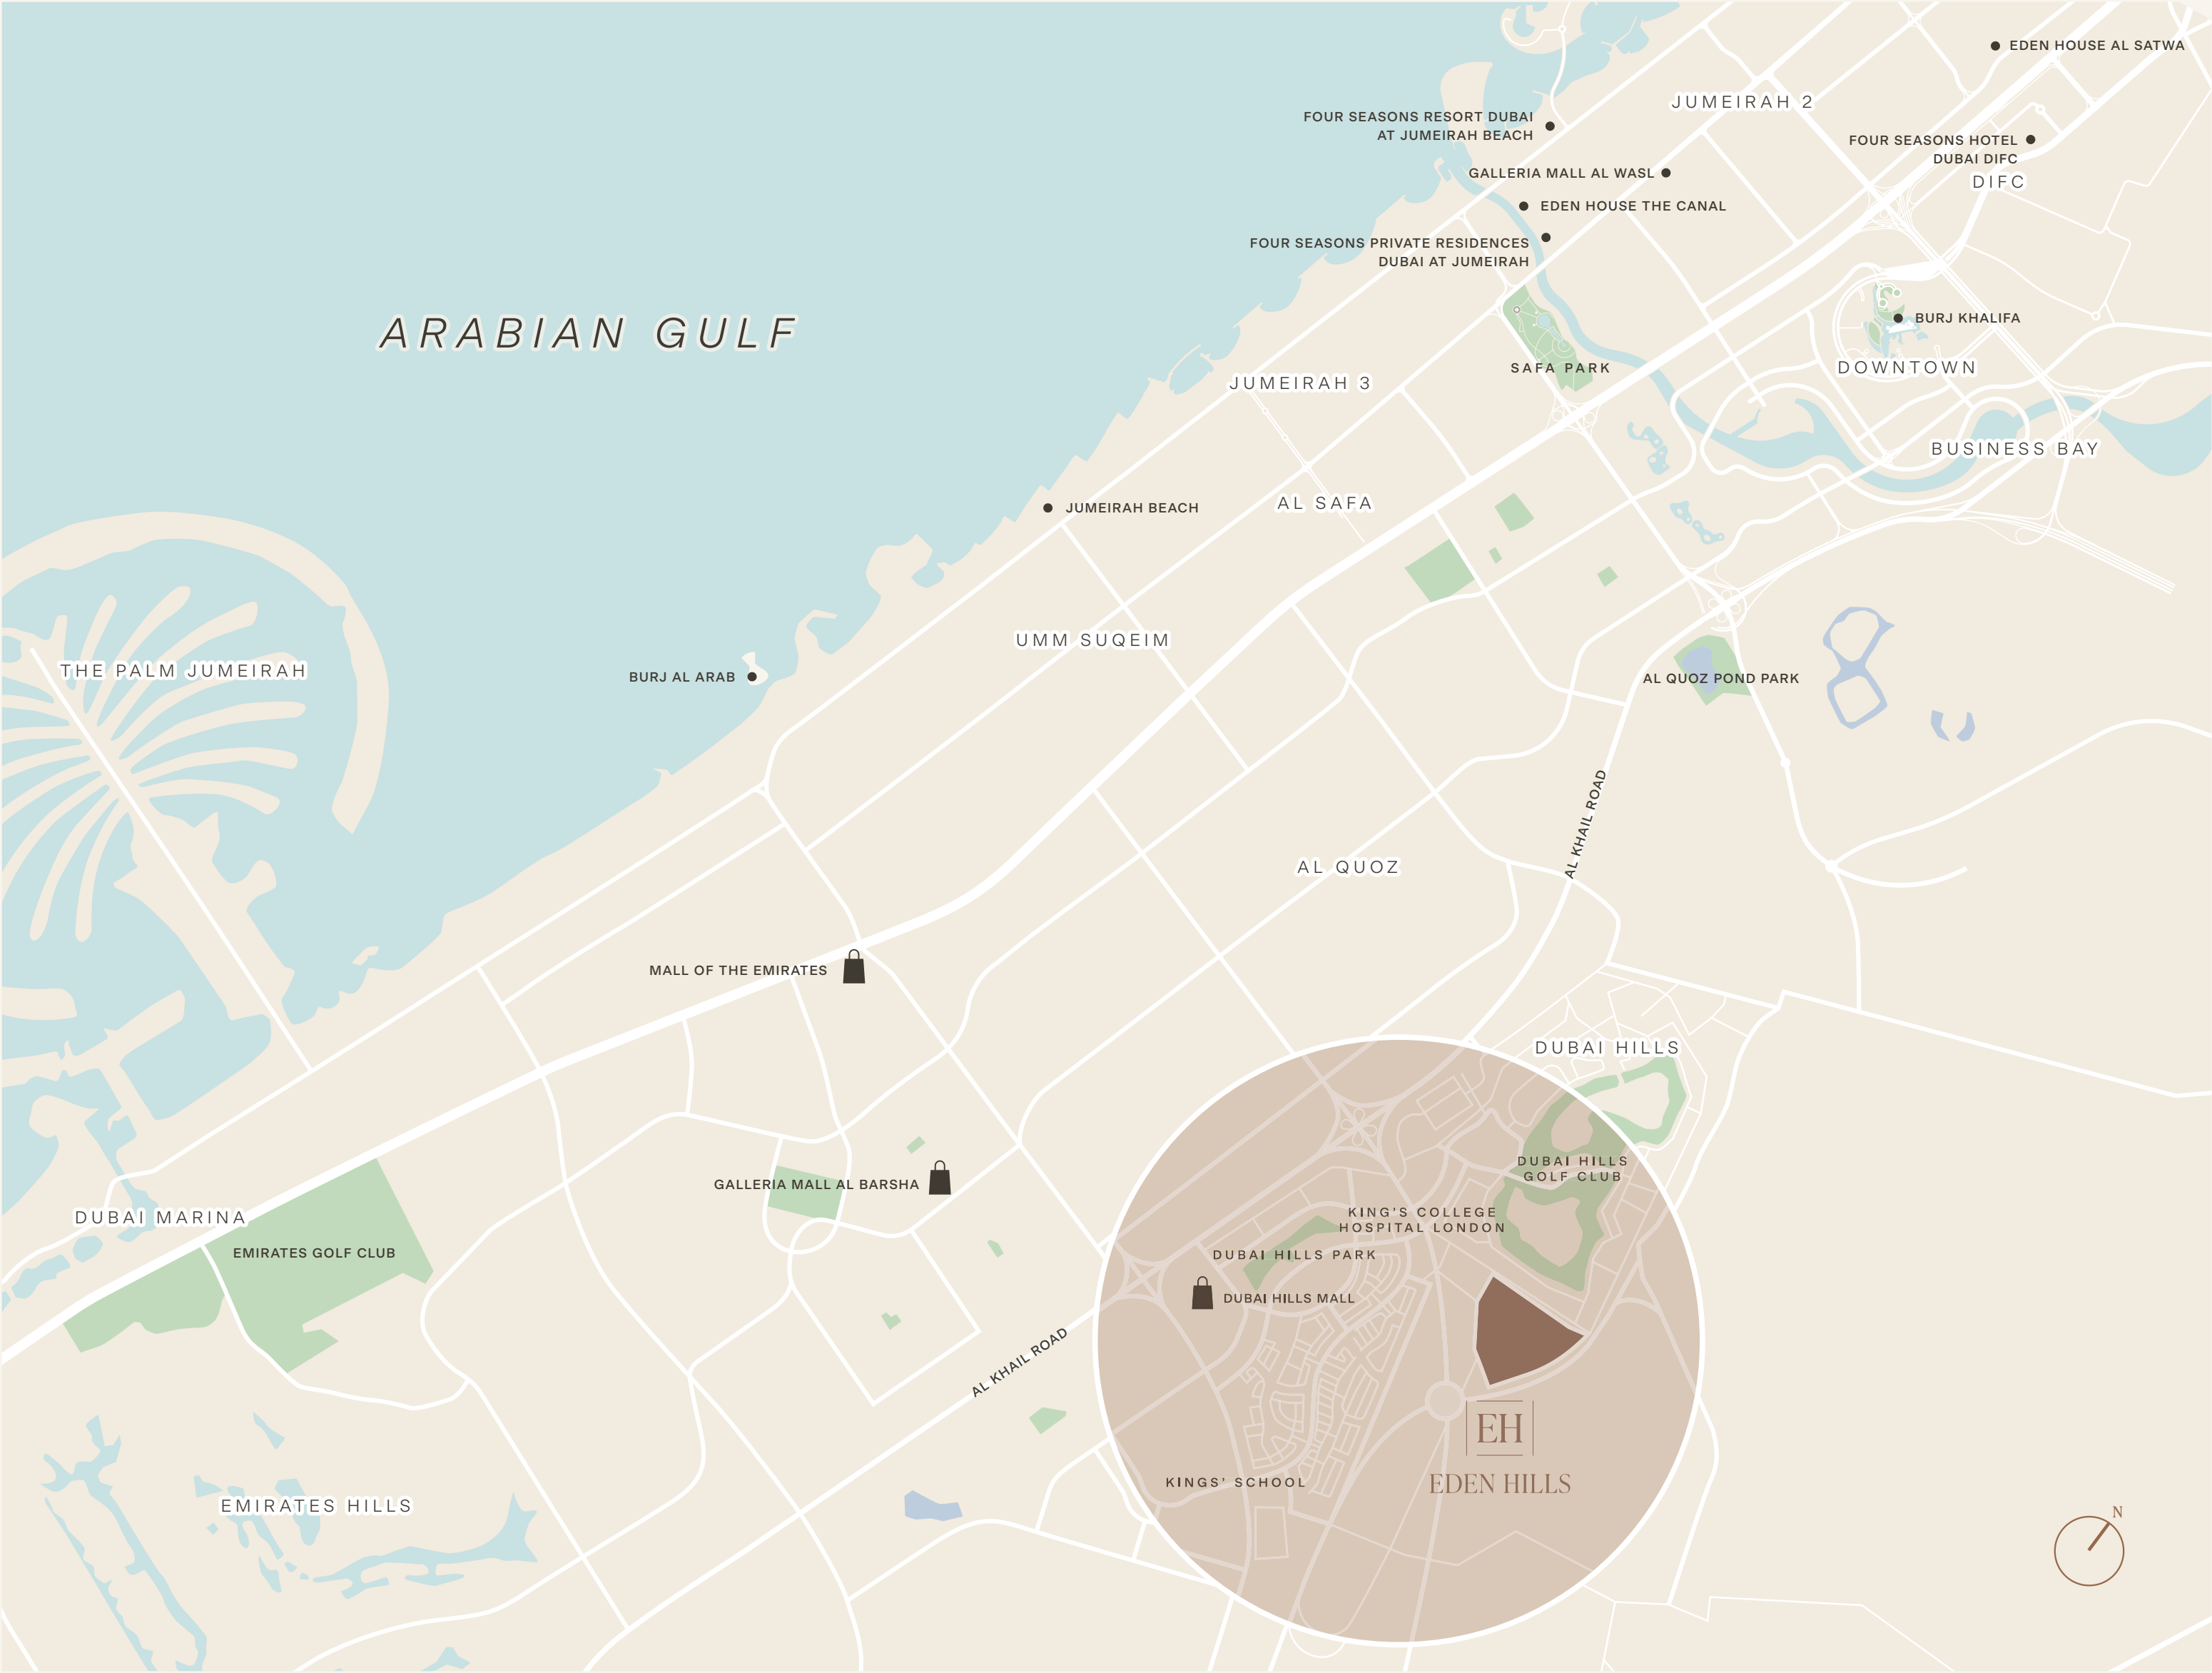 EDEN HOUSE AL SATWA
JUMEIRAH 2
FOUR SEASONS RESORT DUBAI
AT JUMEIRAH BEACH
FOUR SEASONS HOTEL
DUBAI DIFC
DIFC
GALLERIA MALL AL WASL
EDEN HOUSE THE CANAL
FOUR SEASONS PRIVATE RESIDENCES
DUBAI AT JUMEIRAH
BURJ KHALIFA
ARABIAN GULF
SAFA PARK
DOWNTOWN
JUMEIRAH 3
BUSINESS BAY
AL SAFA
JUMEIRAH BEACH
UMM SUQEIM
THE PALM JUMEIRAH
BURJ AL ARAB
AL QUOZ POND PARK
AL KHAIL ROAD
AL QUOZ
MALL OF THE EMIRATES
DUBAI HILLS
DUBAI HILLS
GOLF CLUB
GALLERIA MALL AL BARSHA
KING'S COLLEGE
HOSPITAL LONDON
DUBAI MARINA
EMIRATES GOLF CLUB
DUBAI HILLS PARK
DUBAI HILLS MALL
AL KHAIL ROAD
EH
EDEN HILLS
KINGS' SCHOOL
EMIRATES HILLS
N